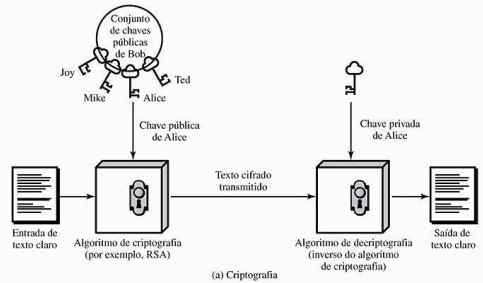 Conjunto
de chaves
públicas
de Bob
Joy
Mike
Alice
Ted
Chave pública
de Alice
Chave privada
de Alice
Texto cifrado
transmitido
Entrada de
texto claro
Algoritmo de criptografia
(por exemplo, RSA)
Algoritmo de decriptografia
(inverso do algoritmo
de criptografia)
Saída de
texto claro
(a) Criptografia